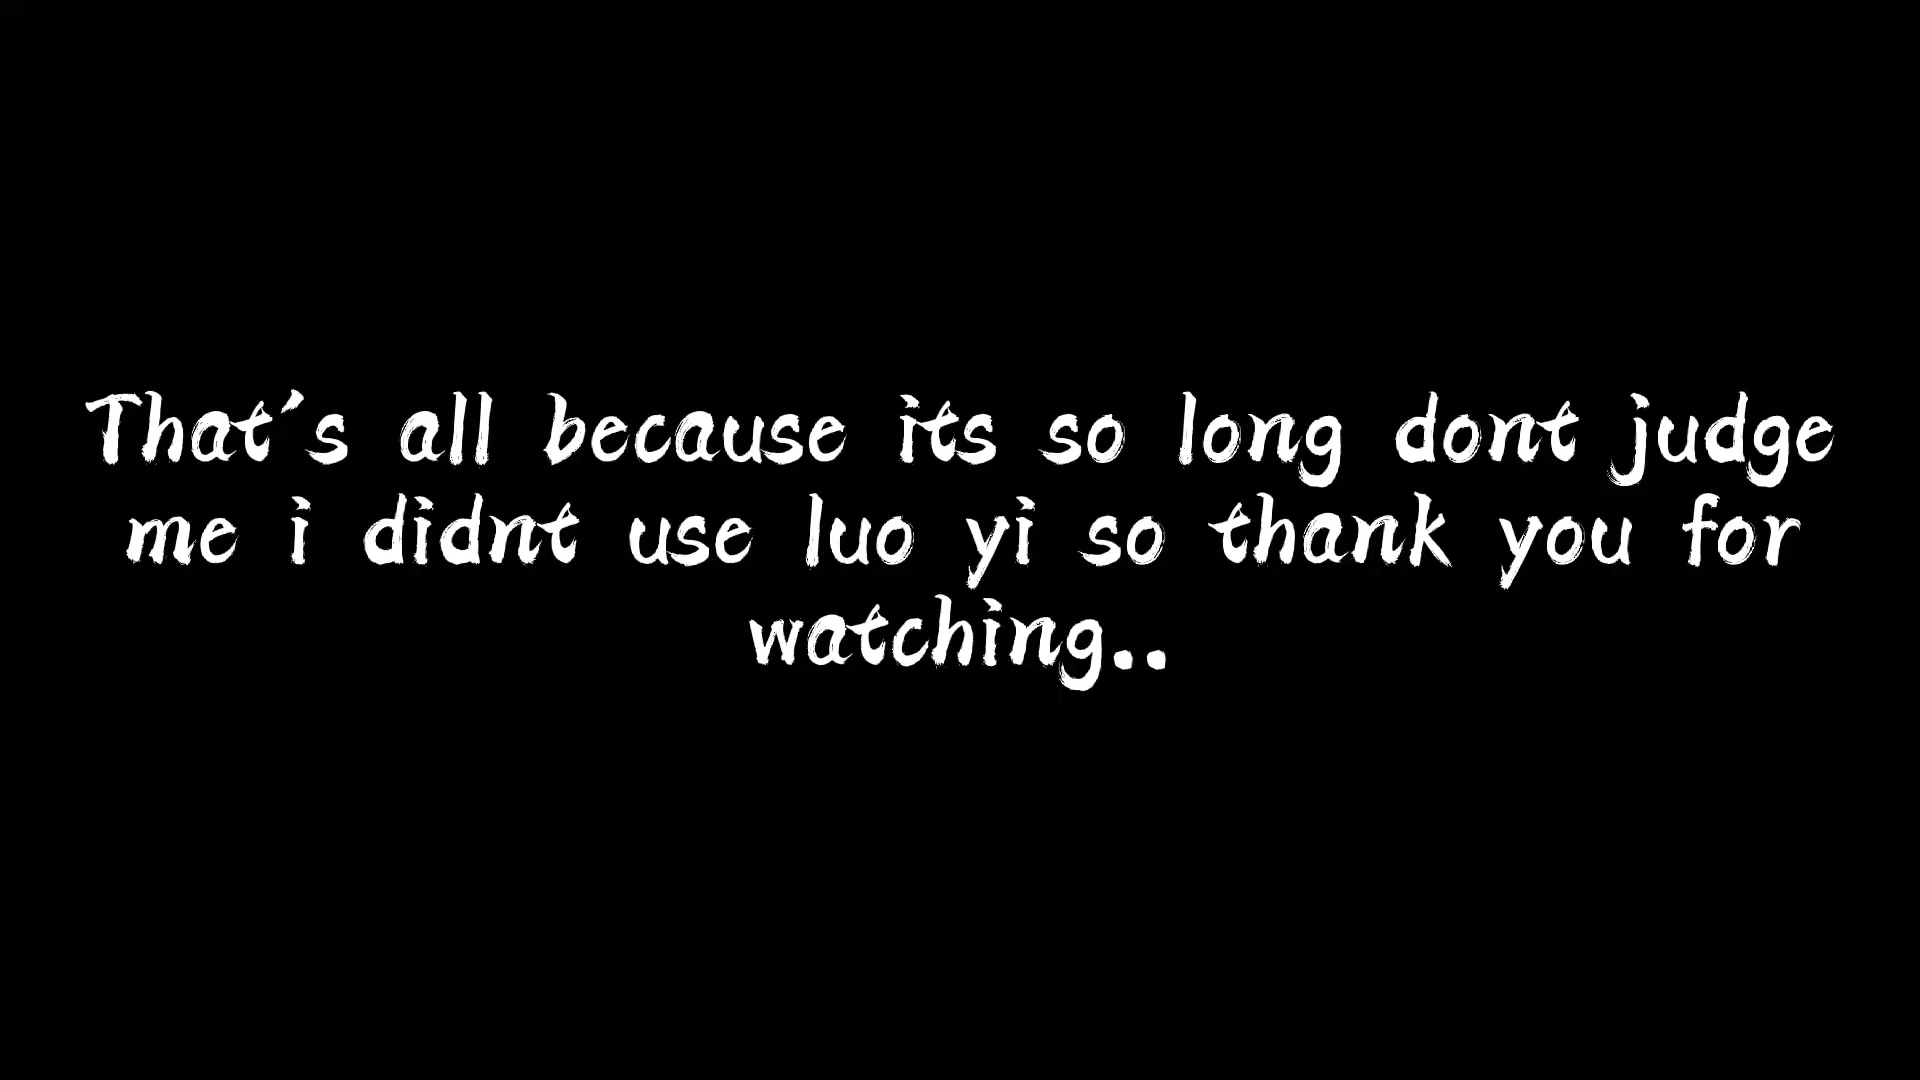 That's all because its so long dont judge
me i didnt use luo yi so thank you for
watching..